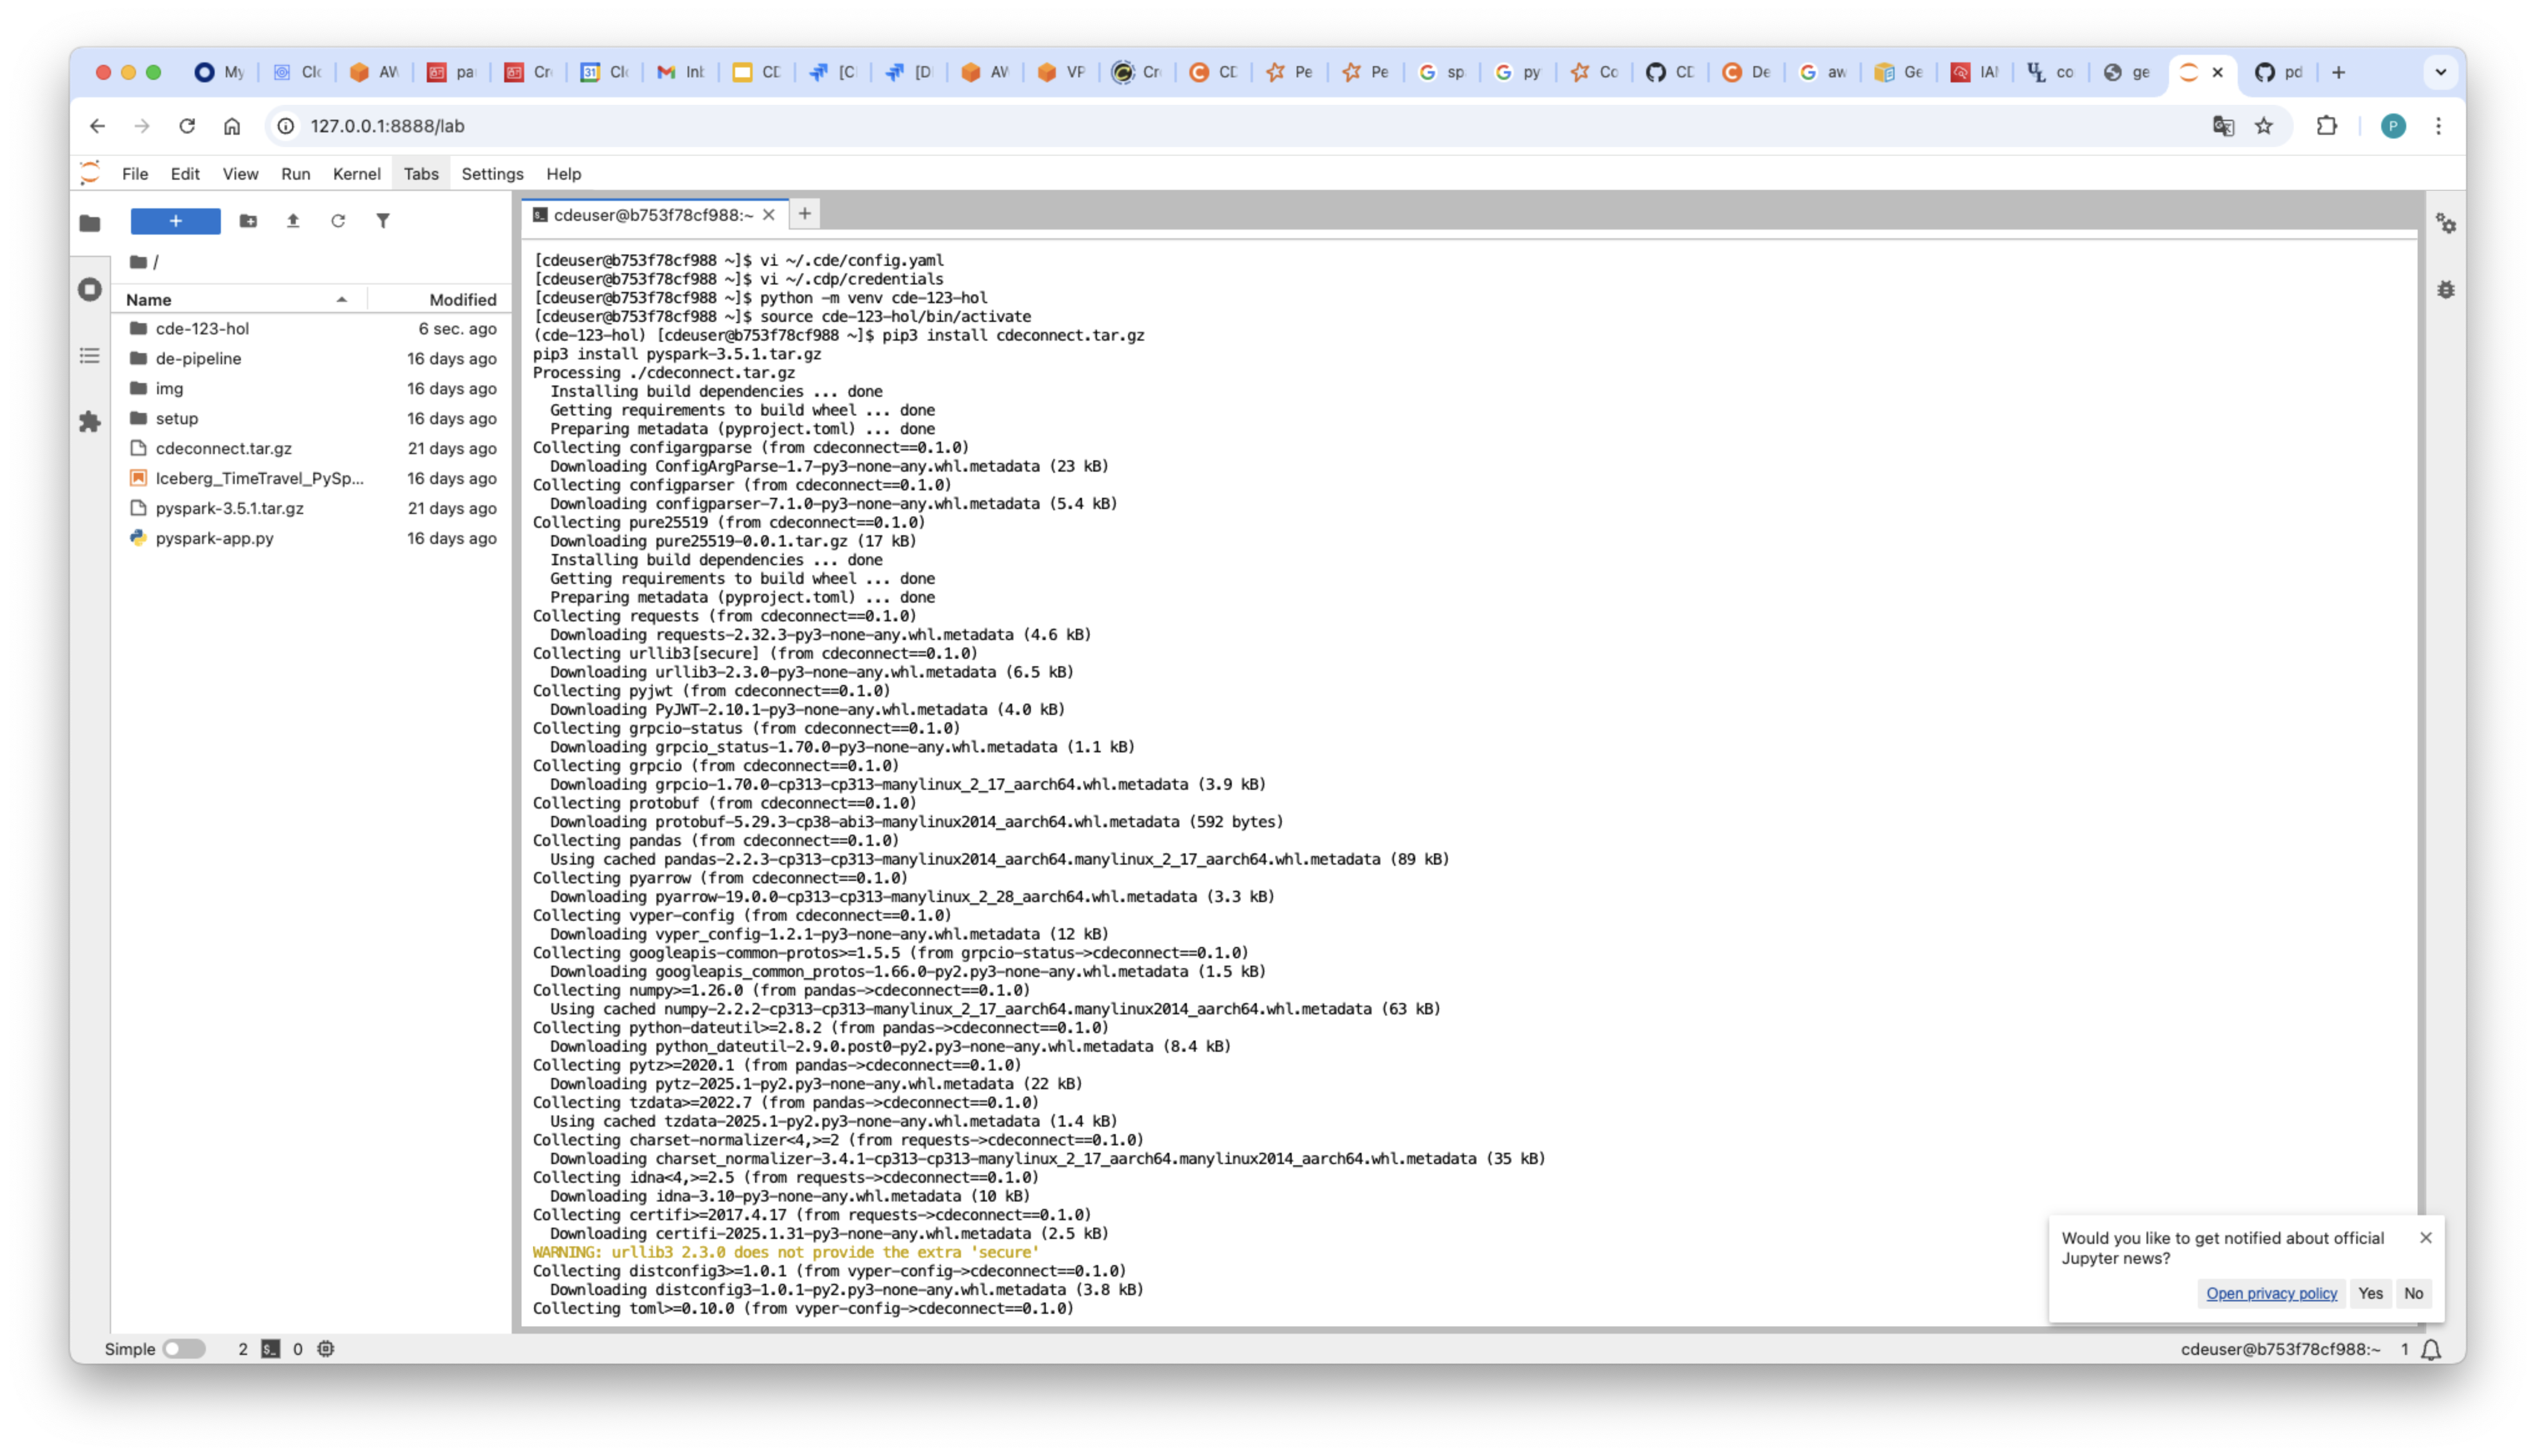 My
Clc
AW
pa
Cr
31
Clc
Int
CD
[C
[D
AW
VP
Cr
CD
Pe
Pe
sp
py
Co
CD
De
aw
Ge
IAM
co
ge
pd
127.0.0.1:8888/lab
P
File Edit View Run Kernel Tabs Settings Help
+
/
Name Modified
cde-123-hol 6 sec. ago
de-pipeline 16 days ago
img 16 days ago
setup 16 days ago
cdeconnect.tar.gz 21 days ago
Iceberg_TimeTravel_PySp... 16 days ago
pyspark-3.5.1.tar.gz 21 days ago
pyspark-app.py 16 days ago
cdeuser@b753f78cf988:~
[cdeuser@b753f78cf988 ~]$ vi ~/.cde/config.yaml
[cdeuser@b753f78cf988 ~]$ vi ~/.cdp/credentials
[cdeuser@b753f78cf988 ~]$ python -m venv cde-123-hol
[cdeuser@b753f78cf988 ~]$ source cde-123-hol/bin/activate
(cde-123-hol) [cdeuser@b753f78cf988 ~]$ pip3 install cdeconnect.tar.gz
pip3 install pyspark-3.5.1.tar.gz
Processing ./cdeconnect.tar.gz
Installing build dependencies ... done
Getting requirements to build wheel ... done
Preparing metadata (pyproject.toml) ... done
Collecting configargparse (from cdeconnect==0.1.0)
Downloading ConfigArgParse-1.7-py3-none-any.whl.metadata (23 kB)
Collecting configparser (from cdeconnect==0.1.0)
Downloading configparser-7.1.0-py3-none-any.whl.metadata (5.4 kB)
Collecting pure25519 (from cdeconnect==0.1.0)
Downloading pure25519-0.0.1.tar.gz (17 kB)
Installing build dependencies ... done
Getting requirements to build wheel ... done
Preparing metadata (pyproject.toml) ... done
Collecting requests (from cdeconnect==0.1.0)
Downloading requests-2.32.3-py3-none-any.whl.metadata (4.6 kB)
Collecting urllib3[secure] (from cdeconnect==0.1.0)
Downloading urllib3-2.3.0-py3-none-any.whl.metadata (6.5 kB)
Collecting pyjwt (from cdeconnect==0.1.0)
Downloading PyJWT-2.10.1-py3-none-any.whl.metadata (4.0 kB)
Collecting grpcio-status (from cdeconnect==0.1.0)
Downloading grpcio_status-1.70.0-py3-none-any.whl.metadata (1.1 kB)
Collecting grpcio (from cdeconnect==0.1.0)
Downloading grpcio-1.70.0-cp313-cp313-manylinux_2_17_aarch64.whl.metadata (3.9 kB)
Collecting protobuf (from cdeconnect==0.1.0)
Downloading protobuf-5.29.3-cp38-abi3-manylinux2014_aarch64.whl.metadata (592 bytes)
Collecting pandas (from cdeconnect==0.1.0)
Using cached pandas-2.2.3-cp313-cp313-manylinux2014_aarch64.manylinux_2_17_aarch64.whl.metadata (89 kB)
Collecting pyarrow (from cdeconnect==0.1.0)
Downloading pyarrow-19.0.0-cp313-cp313-manylinux_2_28_aarch64.whl.metadata (3.3 kB)
Collecting vyper-config (from cdeconnect==0.1.0)
Downloading vyper_config-1.2.1-py3-none-any.whl.metadata (12 kB)
Collecting googleapis-common-protos>=1.5.5 (from grpcio-status->cdeconnect==0.1.0)
Downloading googleapis_common_protos-1.66.0-py2.py3-none-any.whl.metadata (1.5 kB)
Collecting numpy>=1.26.0 (from pandas->cdeconnect==0.1.0)
Using cached numpy-2.2.2-cp313-cp313-manylinux_2_17_aarch64.manylinux2014_aarch64.whl.metadata (63 kB)
Collecting python-dateutil>=2.8.2 (from pandas->cdeconnect==0.1.0)
Downloading python_dateutil-2.9.0.post0-py2.py3-none-any.whl.metadata (8.4 kB)
Collecting pytz>=2020.1 (from pandas->cdeconnect==0.1.0)
Downloading pytz-2025.1-py2.py3-none-any.whl.metadata (22 kB)
Collecting tzdata>=2022.7 (from pandas->cdeconnect==0.1.0)
Using cached tzdata-2025.1-py2.py3-none-any.whl.metadata (1.4 kB)
Collecting charset-normalizer<4,>=2 (from requests->cdeconnect==0.1.0)
Downloading charset_normalizer-3.4.1-cp313-cp313-manylinux_2_17_aarch64.manylinux2014_aarch64.whl.metadata (35 kB)
Collecting idna<4,>=2.5 (from requests->cdeconnect==0.1.0)
Downloading idna-3.10-py3-none-any.whl.metadata (10 kB)
Collecting certifi>=2017.4.17 (from requests->cdeconnect==0.1.0)
Downloading certifi-2025.1.31-py3-none-any.whl.metadata (2.5 kB)
WARNING: urllib3 2.3.0 does not provide the extra 'secure'
Collecting distconfig3>=1.0.1 (from vyper-config->cdeconnect==0.1.0)
Downloading distconfig3-1.0.1-py2.py3-none-any.whl.metadata (3.8 kB)
Collecting toml>=0.10.0 (from vyper-config->cdeconnect==0.1.0)
Would you like to get notified about official
Jupyter news?
Open privacy policy Yes No
Simple 2 0
cdeuser@b753f78cf988:~ 1